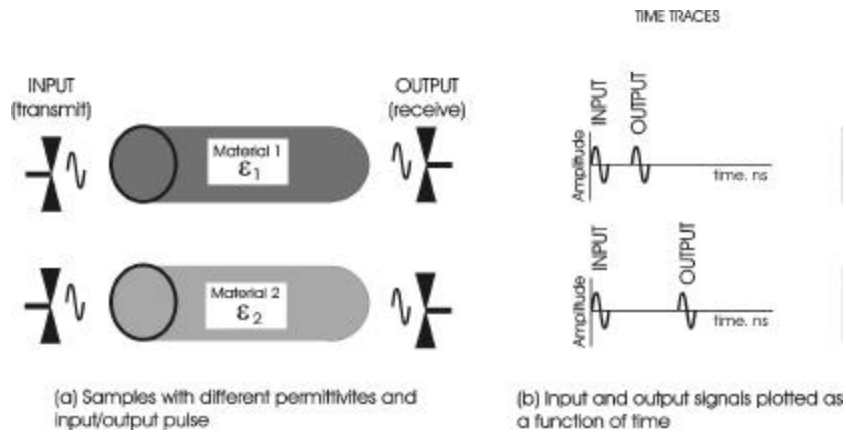 TIME TRACES
INPUT
(transmit)
OUTPUT
(receive)
Material 1
ε1
Material 2
ε2
INPUT
OUTPUT
Amplitude
time. ns
INPUT
OUTPUT
Amplitude
time. ns
(a) Samples with different permittivites and
input/output pulse
(b) Input and output signals plotted as
a function of time